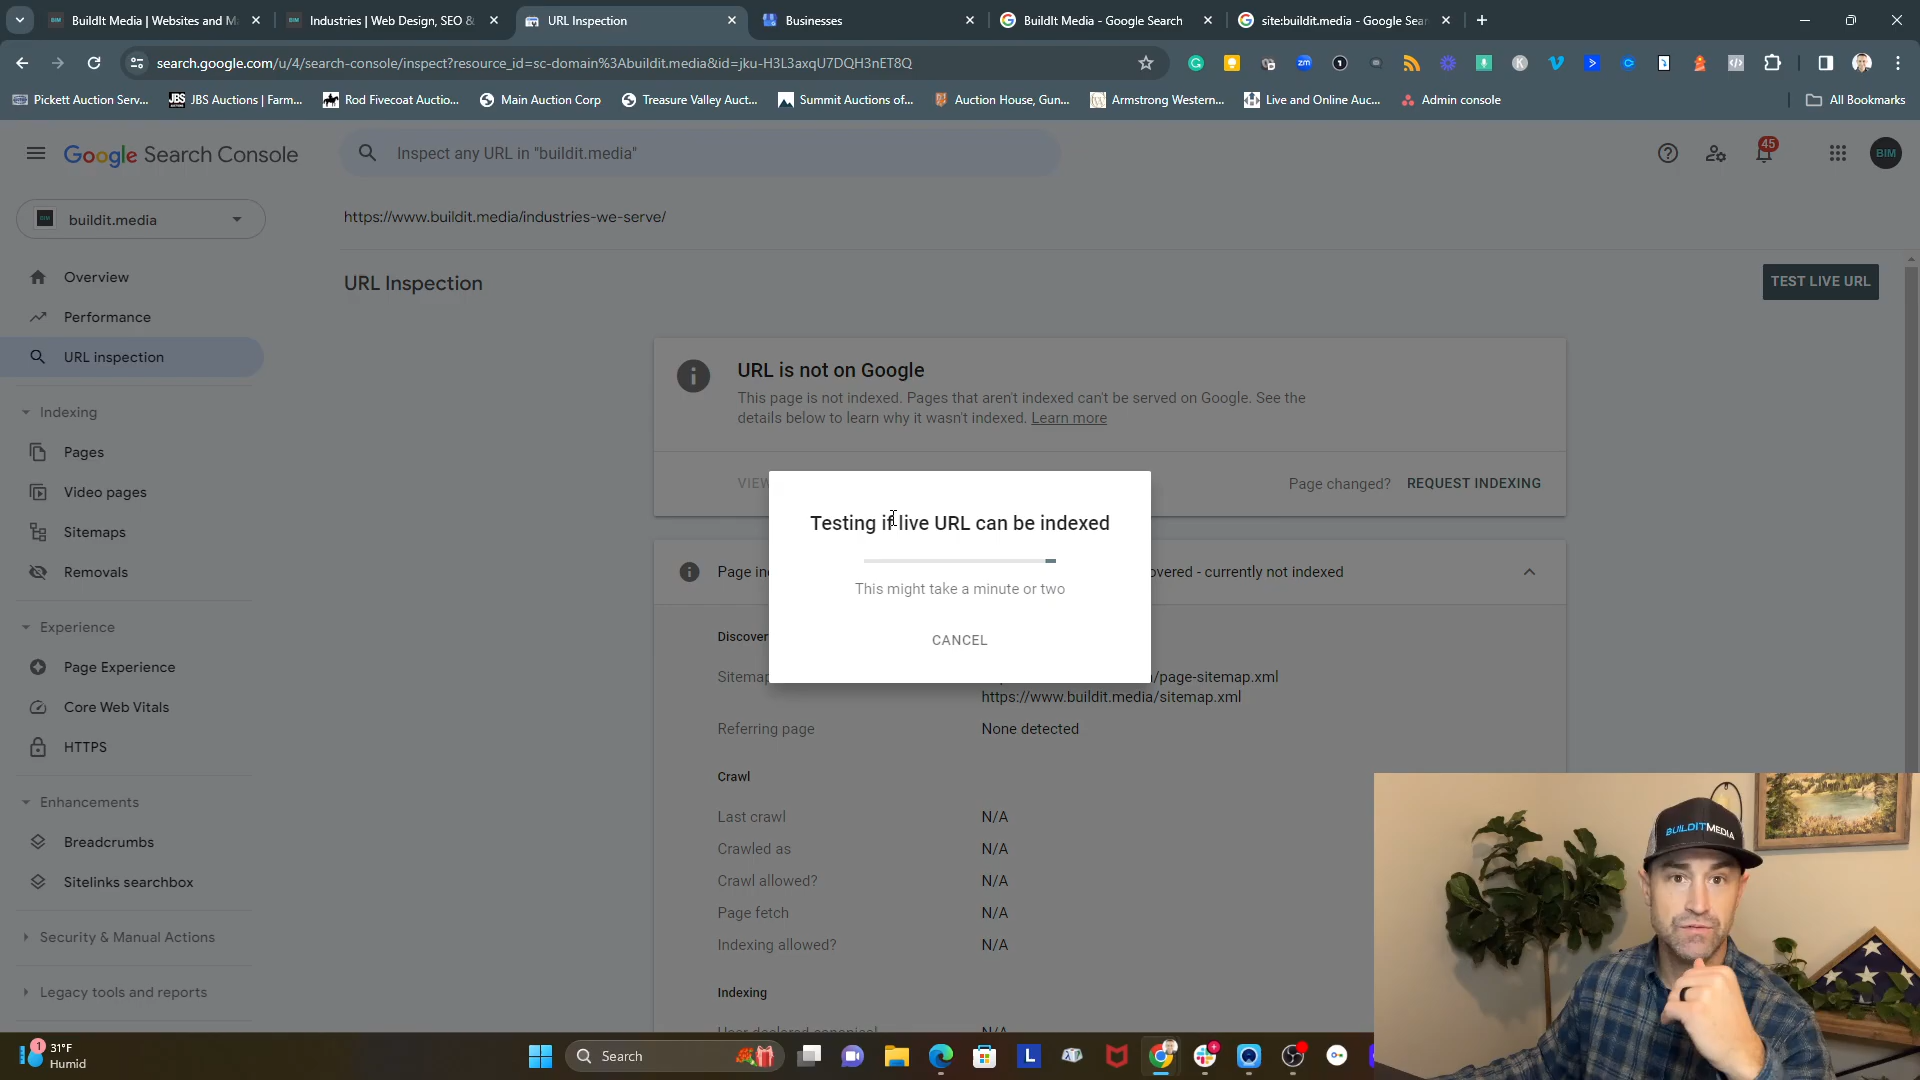 BuildIt Media | Websites and M
Industries | Web Design, SEO &
URL Inspection
Businesses
BuildIt Media - Google Search
site:buildit.media - Google Sear
search.google.com/u/4/search-console/inspect?resource_id=sc-domain%3Abuildit.media&id=jku-H3L3axqU7DQH3nET8Q
Pickett Auction Serv...
JBS Auctions | Farm...
Rod Fivecoat Auctio...
Main Auction Corp
Treasure Valley Auct...
Summit Auctions of...
Auction House, Gun...
Armstrong Western...
Live and Online Auc...
Admin console
All Bookmarks
Google Search Console
Inspect any URL in "buildit.media"
45
BIM
buildit.media
https://www.buildit.media/industries-we-serve/
Overview
Performance
URL inspection
Indexing
Pages
Video pages
Sitemaps
Removals
Experience
Page Experience
Core Web Vitals
HTTPS
Enhancements
Breadcrumbs
Sitelinks searchbox
Security & Manual Actions
Legacy tools and reports
URL Inspection
TEST LIVE URL
URL is not on Google
This page is not indexed. Pages that aren't indexed can't be served on Google. See the
details below to learn why it wasn't indexed. Learn more
VIEW
Page changed? REQUEST INDEXING
Testing if live URL can be indexed
This might take a minute or two
CANCEL
Page in
overed - currently not indexed
Discover
Sitemap
/page-sitemap.xml
https://www.buildit.media/sitemap.xml
Referring page None detected
Crawl
Last crawl N/A
Crawled as N/A
Crawl allowed? N/A
Page fetch N/A
Indexing allowed? N/A
Indexing
User-declared canonical N/A
BUILDITMEDIA
1
31°F
Humid
Search